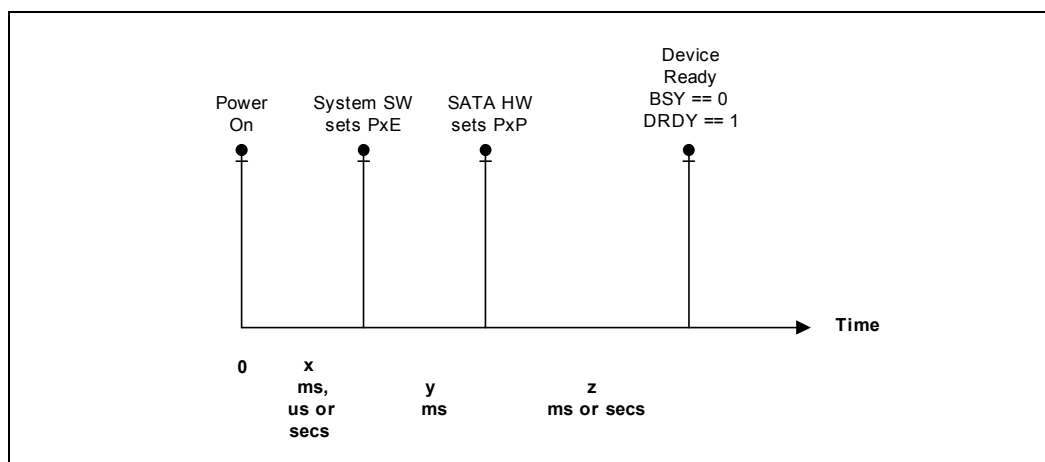 Power
On
System SW
sets PxE
SATA HW
sets PxP
Device
Ready
BSY == 0
DRDY == 1
Time
0
x
ms,
us or
secs
y
ms
z
ms or secs